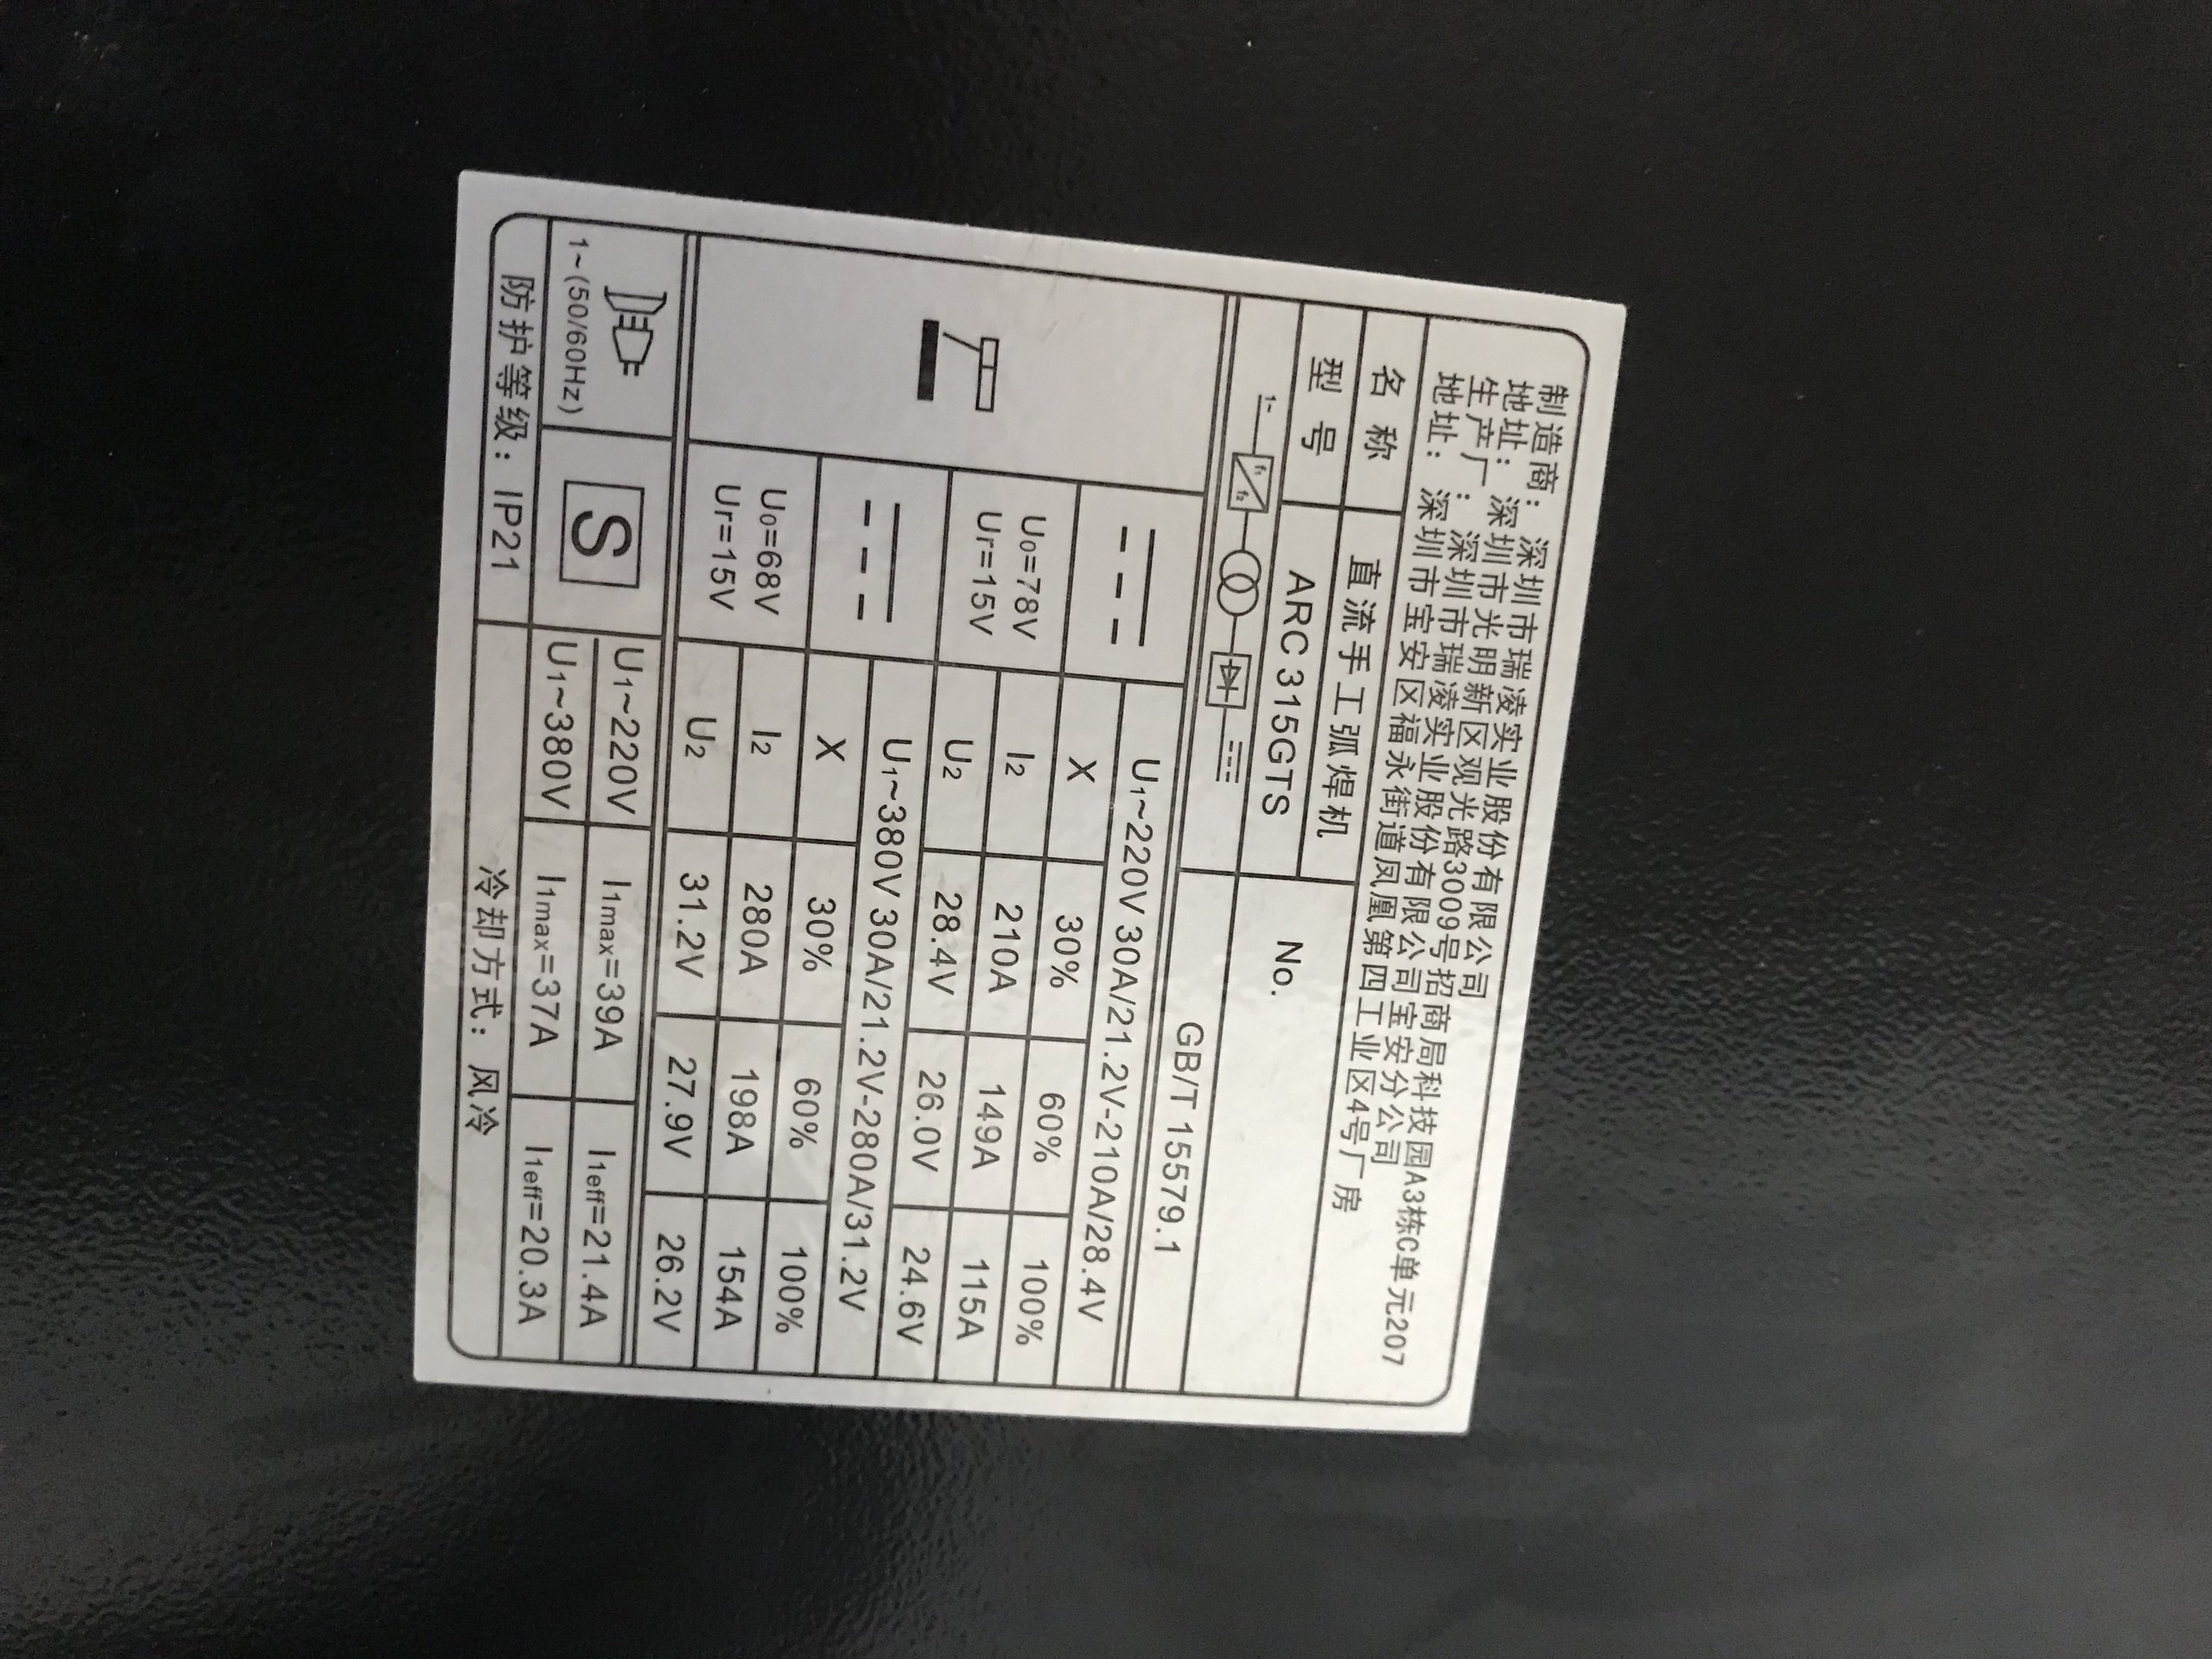 制造商：深圳市瑞凌实业股份有限公司
地址：深圳市光明新区观光路3009号招商局科技园A3栋C单元207
生产厂：深圳市瑞凌实业股份有限公司宝安分公司
地址：深圳市宝安区福永街道凤凰第四工业区4号厂房
名 称 直流手工弧焊机 No.
型 号 ARC 315GTS
1~ f₁ f₂ GB/T 15579.1
U₁~220V 30A/21.2V-210A/28.4V
X 30% 60% 100%
U₀=78V I₂ 210A 149A 115A
Ur=15V U₂ 28.4V 26.0V 24.6V
U₁~380V 30A/21.2V-280A/31.2V
X 30% 60% 100%
U₀=68V I₂ 280A 198A 154A
Ur=15V U₂ 31.2V 27.9V 26.2V
S U₁~220V I₁max=39A I₁eff=21.4A
1~(50/60Hz) U₁~380V I₁max=37A I₁eff=20.3A
防护等级：IP21 冷却方式：风冷